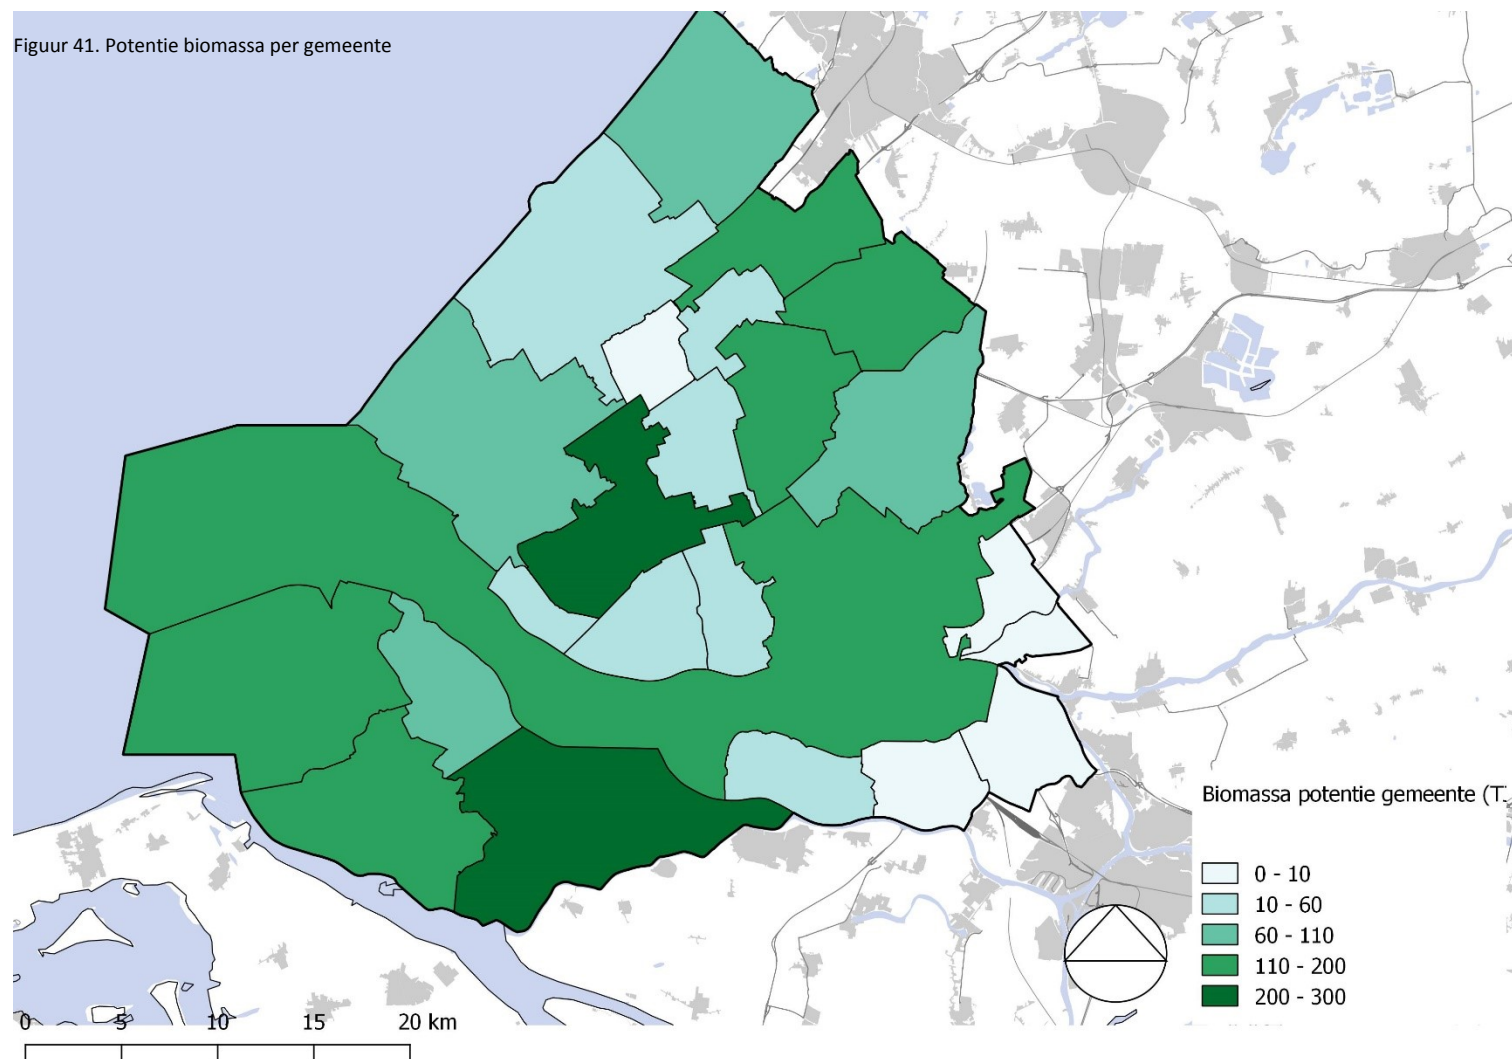 Figuur 41. Potentie biomassa per gemeente
Biomassa potentie gemeente (T
0 - 10
10 - 60
60 - 110
110 - 200
200 - 300
0 5 10 15 20 km